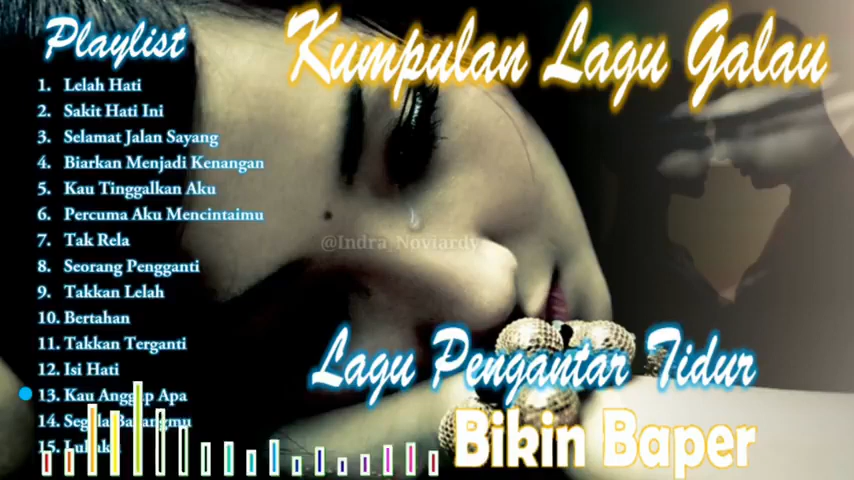 Playlist
Kumpulan Lagu Galau
1. Lelah Hati
2. Sakit Hati Ini
3. Selamat Jalan Sayang
4. Biarkan Menjadi Kenangan
5. Kau Tinggalkan Aku
6. Percuma Aku Mencintaimu
7. Tak Rela
8. Seorang Pengganti
9. Takkan Lelah
10. Bertahan
11. Takkan Terganti
12. Isi Hati
13. Kau Anggap Apa
14.
15.
@Indra_Noviardy
Lagu Pengantar Tidur
Bikin Baper